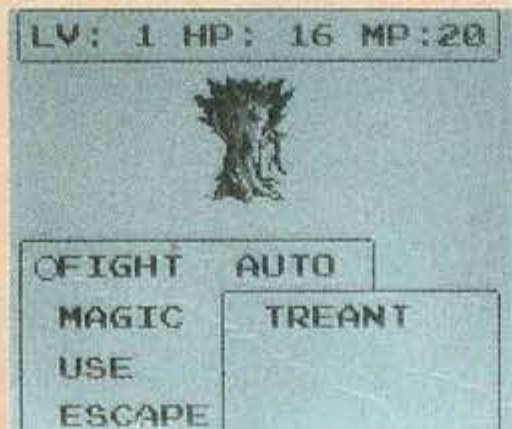 LV: 1 HP: 16 MP:20
FIGHT AUTO
MAGIC TREANT
USE
ESCAPE